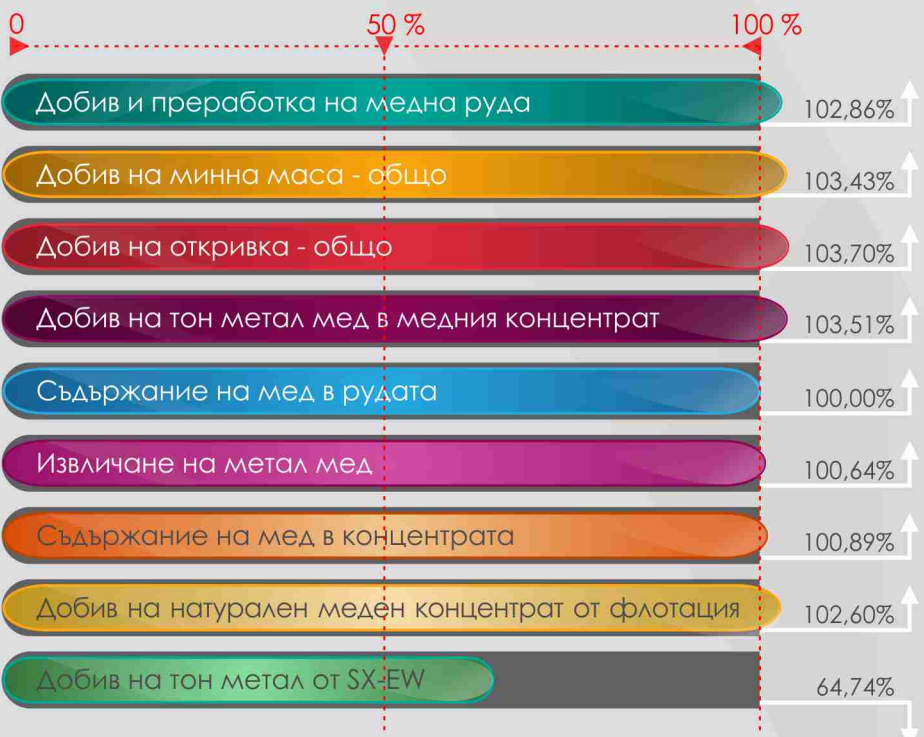 0 50 % 100 %
Добив и преработка на медна руда 102,86%
Добив на минна маса - общо 103,43%
Добив на откривка - общо 103,70%
Добив на тон метал мед в медния концентрат 103,51%
Съдържание на мед в рудата 100,00%
Извличане на метал мед 100,64%
Съдържание на мед в концентрата 100,89%
Добив на натурален меден концентрат от флотация 102,60%
Добив на тон метал от SX-EW 64,74%